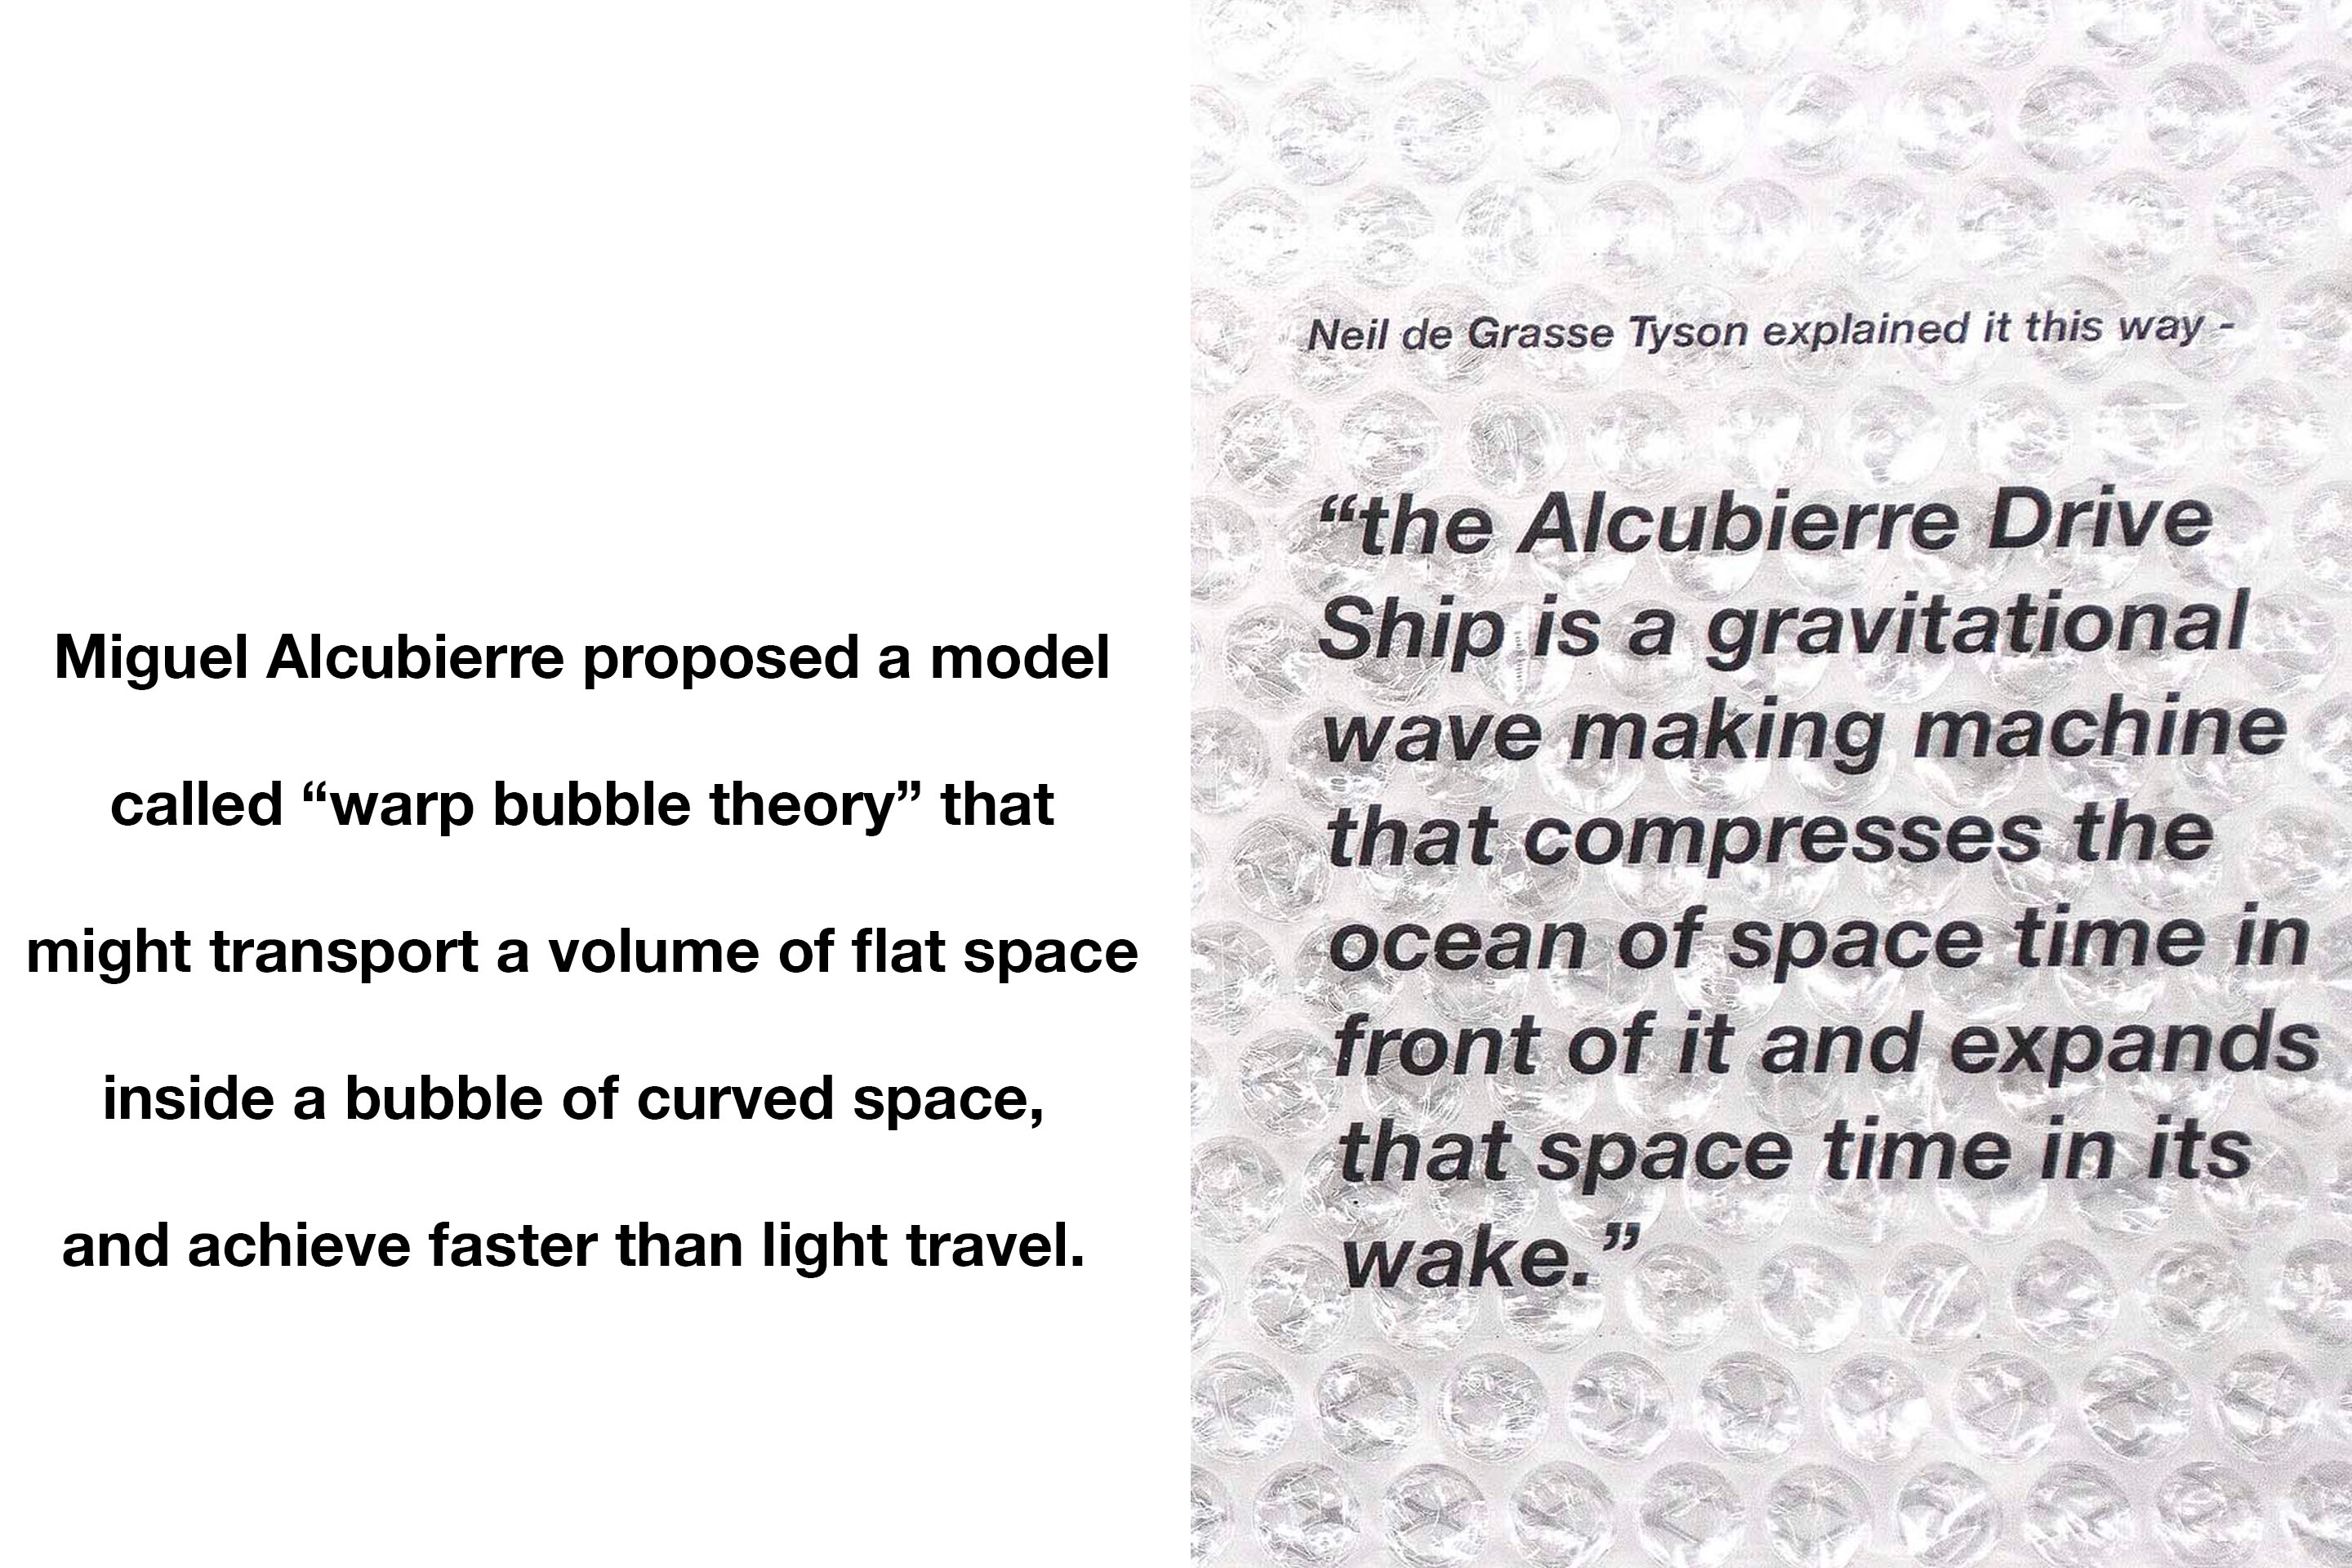 Miguel Alcubierre proposed a model
called “warp bubble theory” that
might transport a volume of flat space
inside a bubble of curved space,
and achieve faster than light travel.
Neil de Grasse Tyson explained it this way -
“the Alcubierre Drive
Ship is a gravitational
wave making machine
that compresses the
ocean of space time in
front of it and expands
that space time in its
wake.”